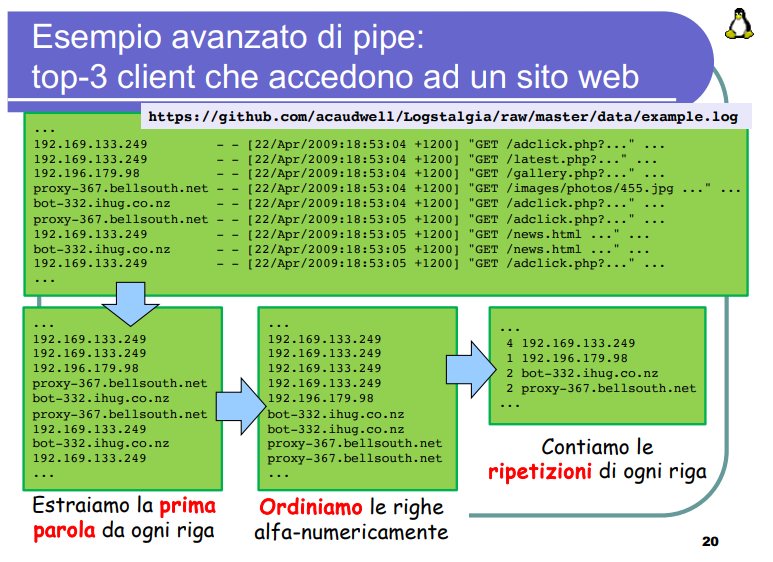 Esempio avanzato di pipe:
top-3 client che accedono ad un sito web
https://github.com/acaudwell/Logstalgia/raw/master/data/example.log
...
192.169.133.249 - - [22/Apr/2009:18:53:04 +1200] "GET /adclick.php?..." ...
192.169.133.249 - - [22/Apr/2009:18:53:04 +1200] "GET /latest.php?..." ...
192.196.179.98 - - [22/Apr/2009:18:53:04 +1200] "GET /gallery.php?..." ...
proxy-367.bellsouth.net - - [22/Apr/2009:18:53:04 +1200] "GET /images/photos/455.jpg ..." ...
bot-332.ihug.co.nz - - [22/Apr/2009:18:53:04 +1200] "GET /adclick.php?..." ...
proxy-367.bellsouth.net - - [22/Apr/2009:18:53:05 +1200] "GET /adclick.php?..." ...
192.169.133.249 - - [22/Apr/2009:18:53:05 +1200] "GET /news.html ..." ...
bot-332.ihug.co.nz - - [22/Apr/2009:18:53:05 +1200] "GET /news.html ..." ...
192.169.133.249 - - [22/Apr/2009:18:53:05 +1200] "GET /adclick.php?..." ...
...
...
192.169.133.249
192.169.133.249
192.196.179.98
proxy-367.bellsouth.net
bot-332.ihug.co.nz
proxy-367.bellsouth.net
192.169.133.249
bot-332.ihug.co.nz
192.169.133.249
...
Estraiamo la prima
parola da ogni riga
...
192.169.133.249
192.169.133.249
192.169.133.249
192.169.133.249
192.196.179.98
bot-332.ihug.co.nz
bot-332.ihug.co.nz
proxy-367.bellsouth.net
proxy-367.bellsouth.net
...
Ordiniamo le righe
alfa-numericamente
...
4 192.169.133.249
1 192.196.179.98
2 bot-332.ihug.co.nz
2 proxy-367.bellsouth.net
...
Contiamo le
ripetizioni di ogni riga
20